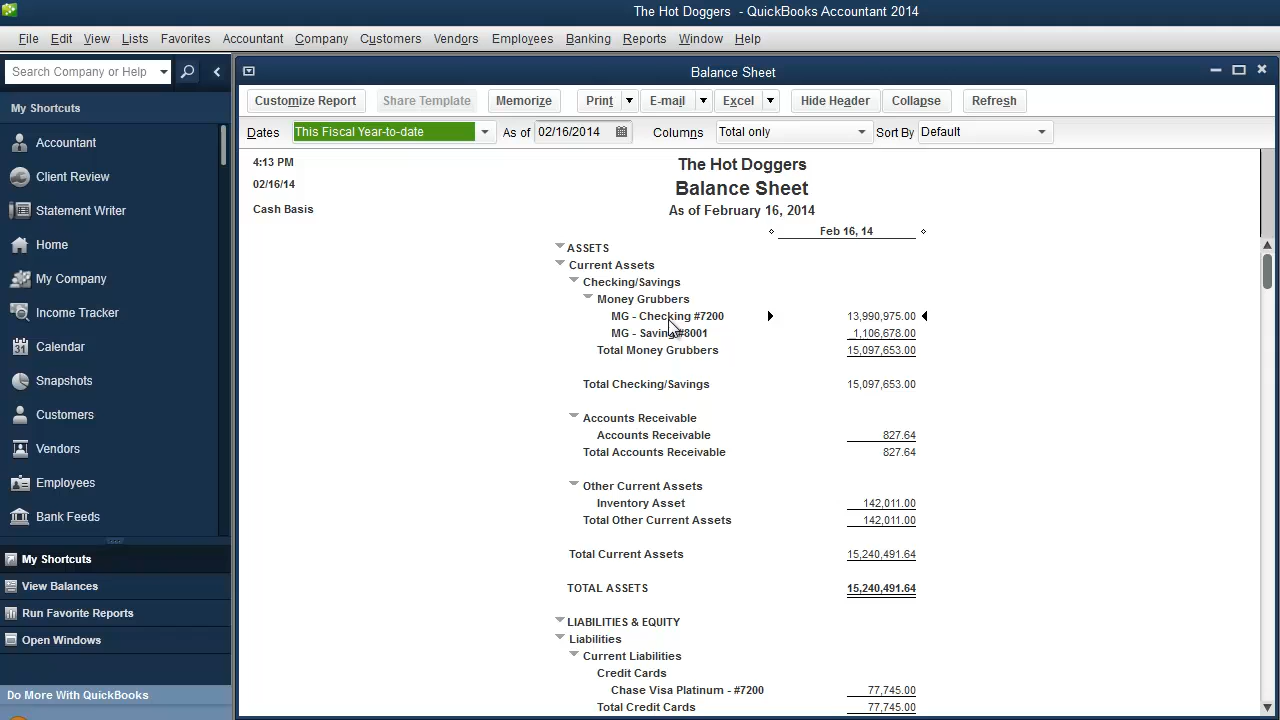 The Hot Doggers - QuickBooks Accountant 2014
File Edit View Lists Favorites Accountant Company Customers Vendors Employees Banking Reports Window Help
Search Company or Help
My Shortcuts
Accountant
Client Review
Statement Writer
Home
My Company
Income Tracker
Calendar
Snapshots
Customers
Vendors
Employees
Bank Feeds
My Shortcuts
View Balances
Run Favorite Reports
Open Windows
Do More With QuickBooks
Balance Sheet
Customize Report Share Template Memorize Print E-mail Excel Hide Header Collapse Refresh
Dates This Fiscal Year-to-date As of 02/16/2014 Columns Total only Sort By Default
4:13 PM
02/16/14
Cash Basis
The Hot Doggers
Balance Sheet
As of February 16, 2014
Feb 16, 14
ASSETS
Current Assets
Checking/Savings
Money Grubbers
MG - Checking #7200 13,990,975.00
MG - #8001 1,106,678.00
Total Money Grubbers 15,097,653.00
Total Checking/Savings 15,097,653.00
Accounts Receivable
Accounts Receivable 827.64
Total Accounts Receivable 827.64
Other Current Assets
Inventory Asset 142,011.00
Total Other Current Assets 142,011.00
Total Current Assets 15,240,491.64
TOTAL ASSETS 15,240,491.64
LIABILITIES & EQUITY
Liabilities
Current Liabilities
Credit Cards
Chase Visa Platinum - #7200 77,745.00
Total Credit Cards 77,745.00